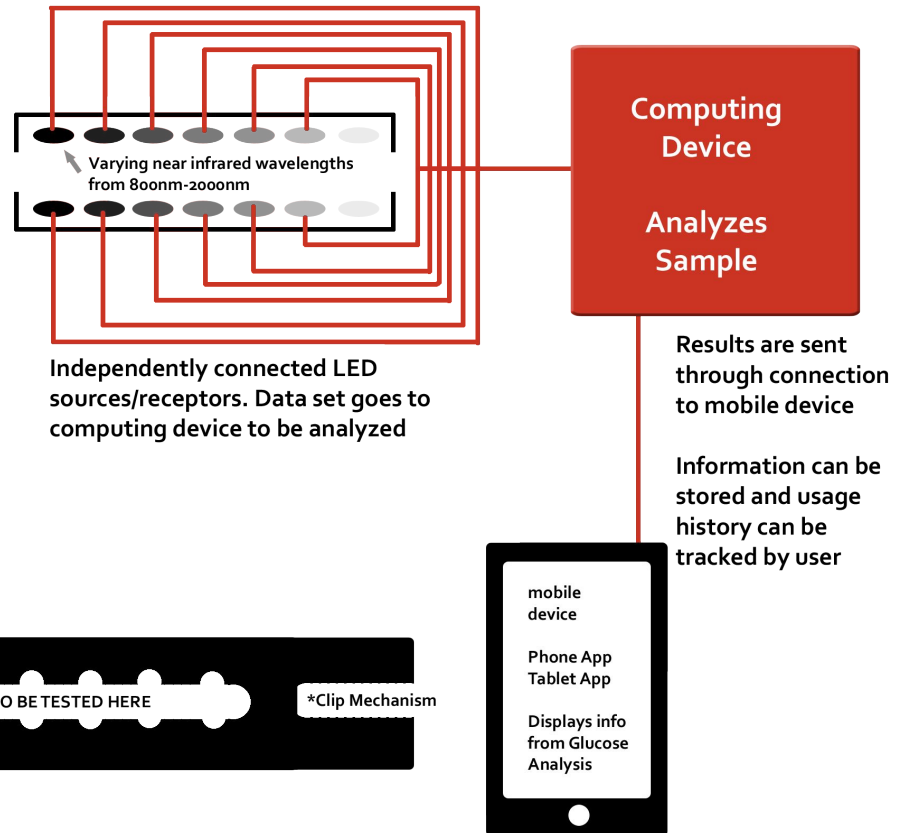 Computing
Device
Analyzes
Sample
Varying near infrared wavelengths
from 800nm-2000nm
Independently connected LED
sources/receptors. Data set goes to
computing device to be analyzed
Results are sent
through connection
to mobile device
Information can be
stored and usage
history can be
tracked by user
mobile
device
Phone App
Tablet App
Displays info
from Glucose
Analysis
O BE TESTED HERE
*Clip Mechanism